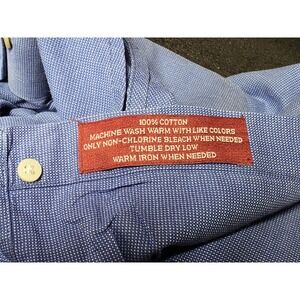 100% COTTON
MACHINE WASH WARM WITH LIKE COLORS
ONLY NON-CHLORINE BLEACH WHEN NEEDED
TUMBLE DRY LOW
WARM IRON WHEN NEEDED